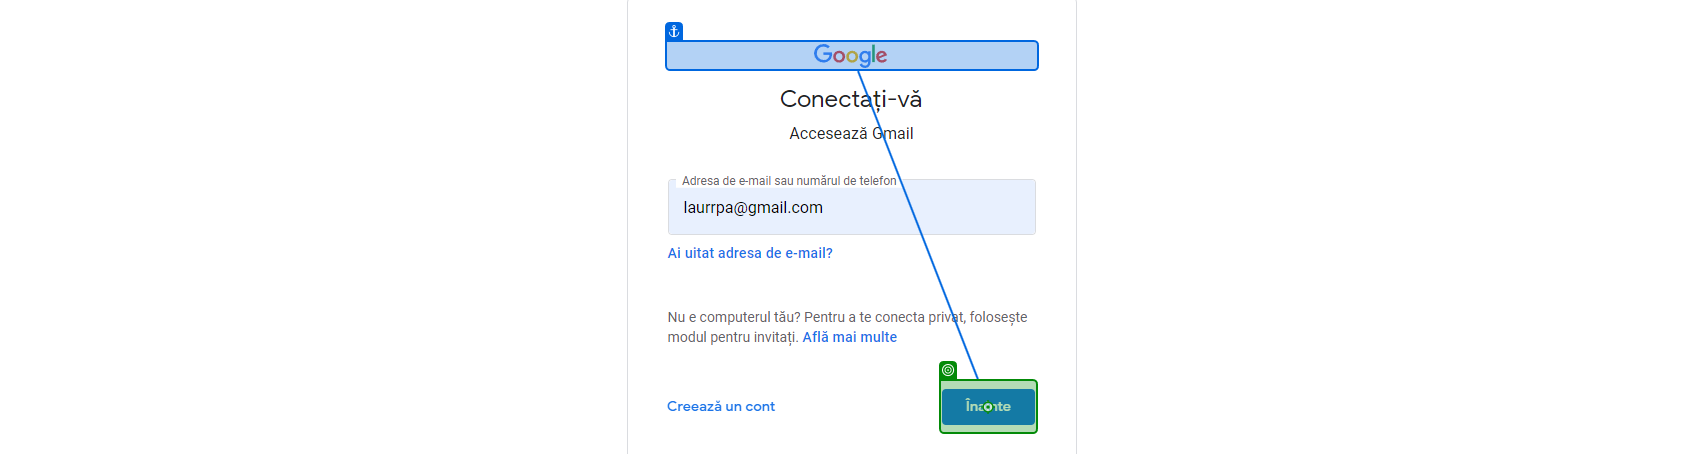 Google
Conectați-vă
Accesează Gmail
Adresa de e-mail sau numărul de telefon
laurrpa@gmail.com
Ai uitat adresa de e-mail?
Nu e computerul tău? Pentru a te conecta privat, folosește
modul pentru invitați. Află mai multe
Creează un cont
Înainte